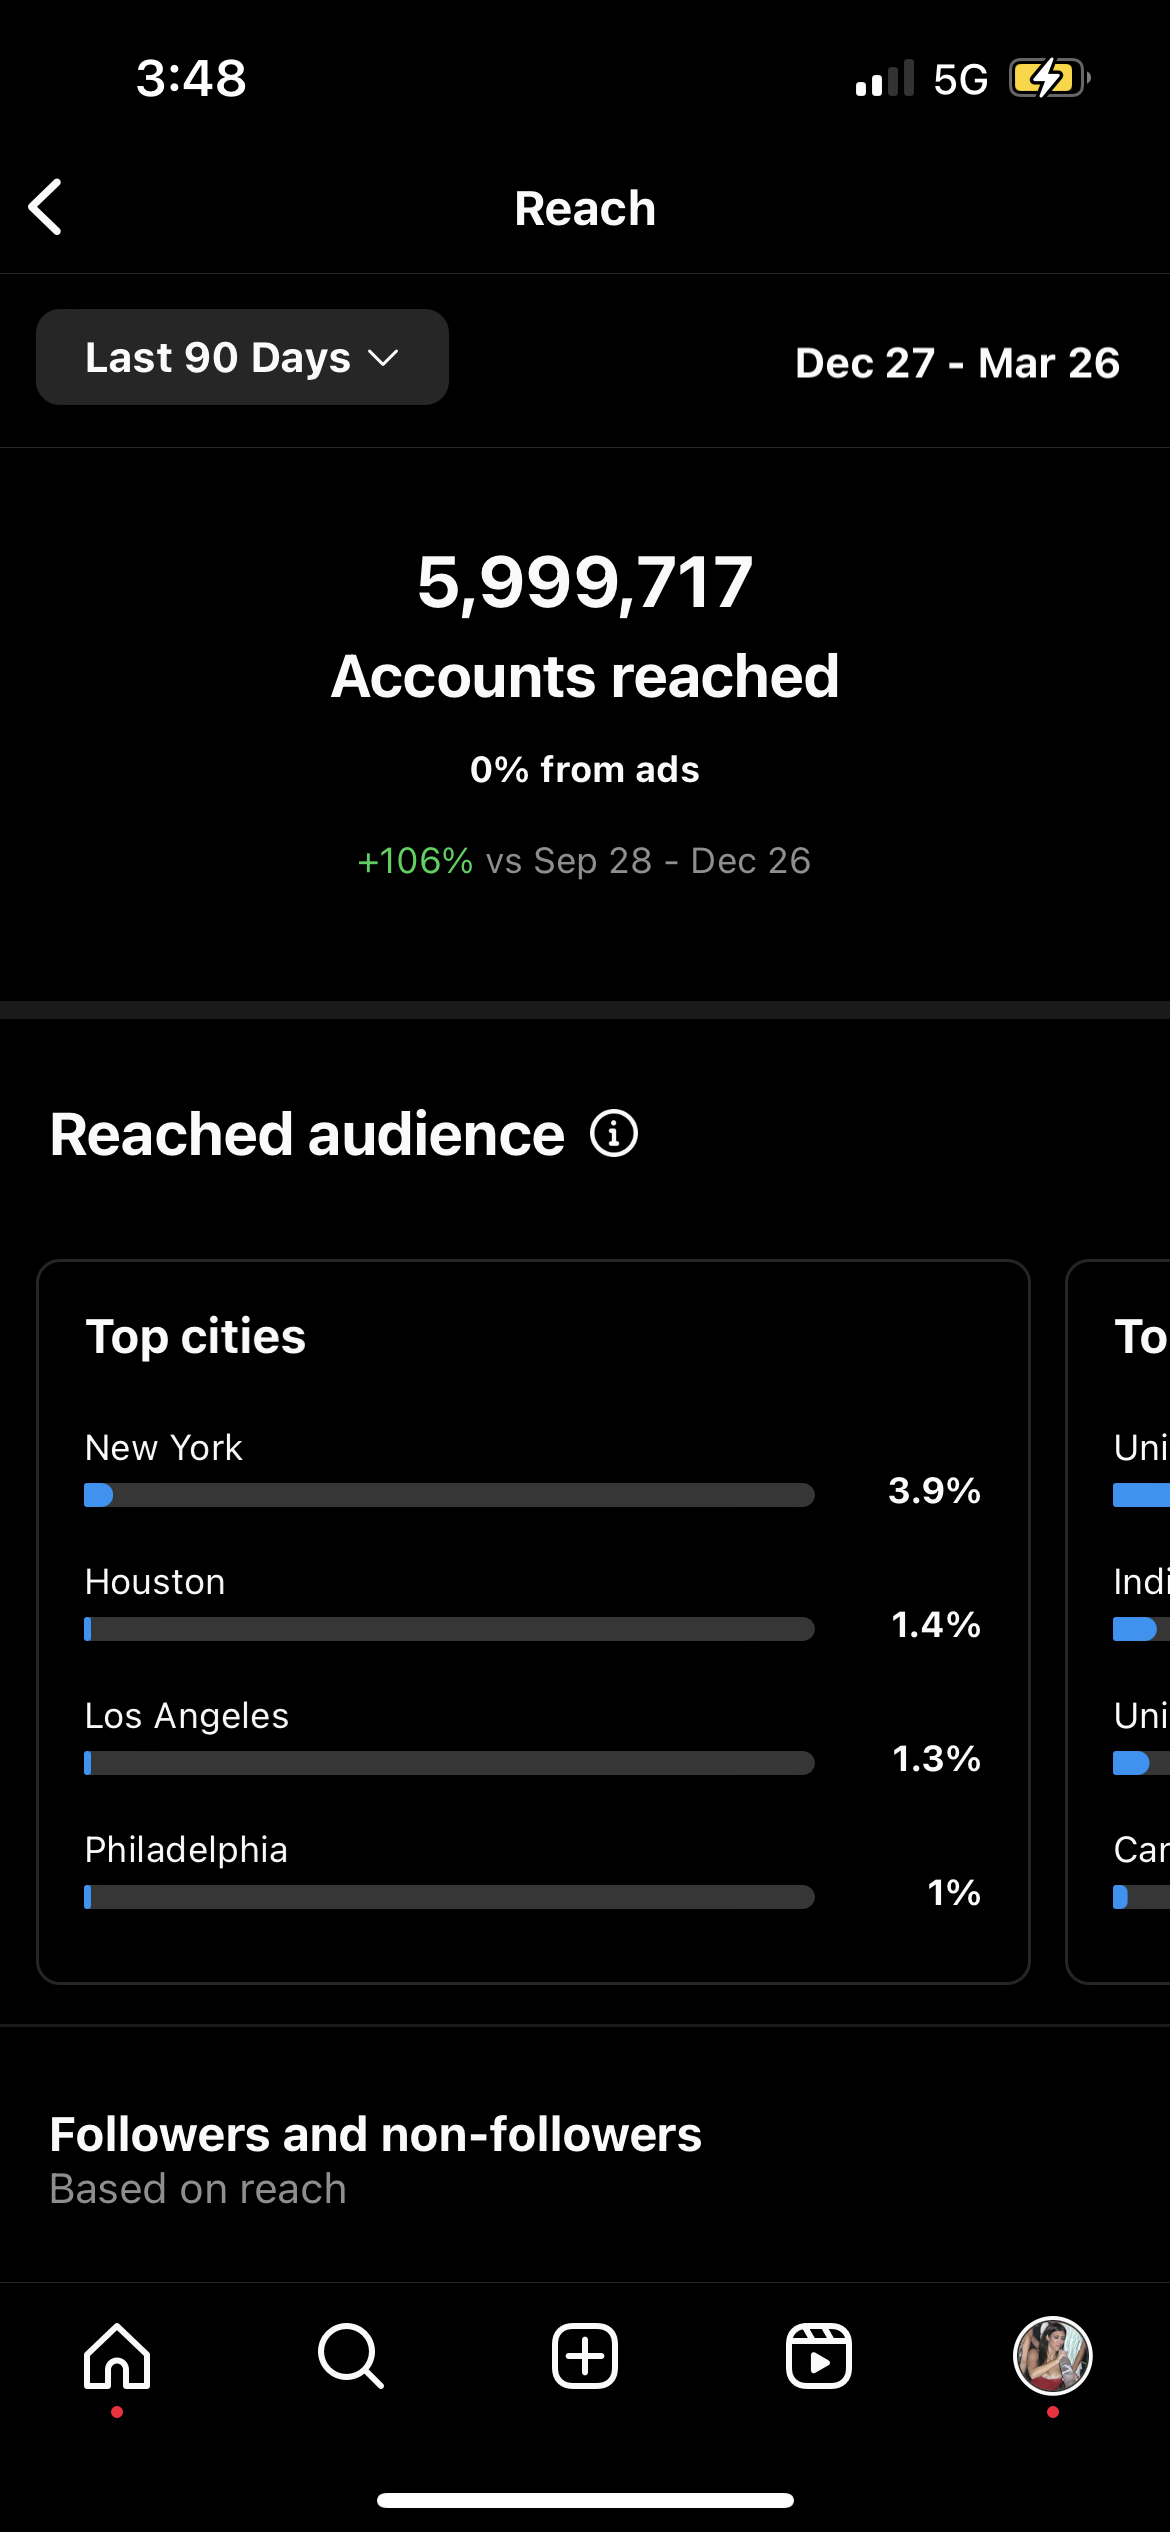 3:48
5G
Reach
Last 90 Days
Dec 27 - Mar 26
5,999,717
Accounts reached
0% from ads
+106% vs Sep 28 - Dec 26
Reached audience
Top cities
New York
3.9%
Houston
1.4%
Los Angeles
1.3%
Philadelphia
1%
To
Uni
Indi
Uni
Can
Followers and non-followers
Based on reach